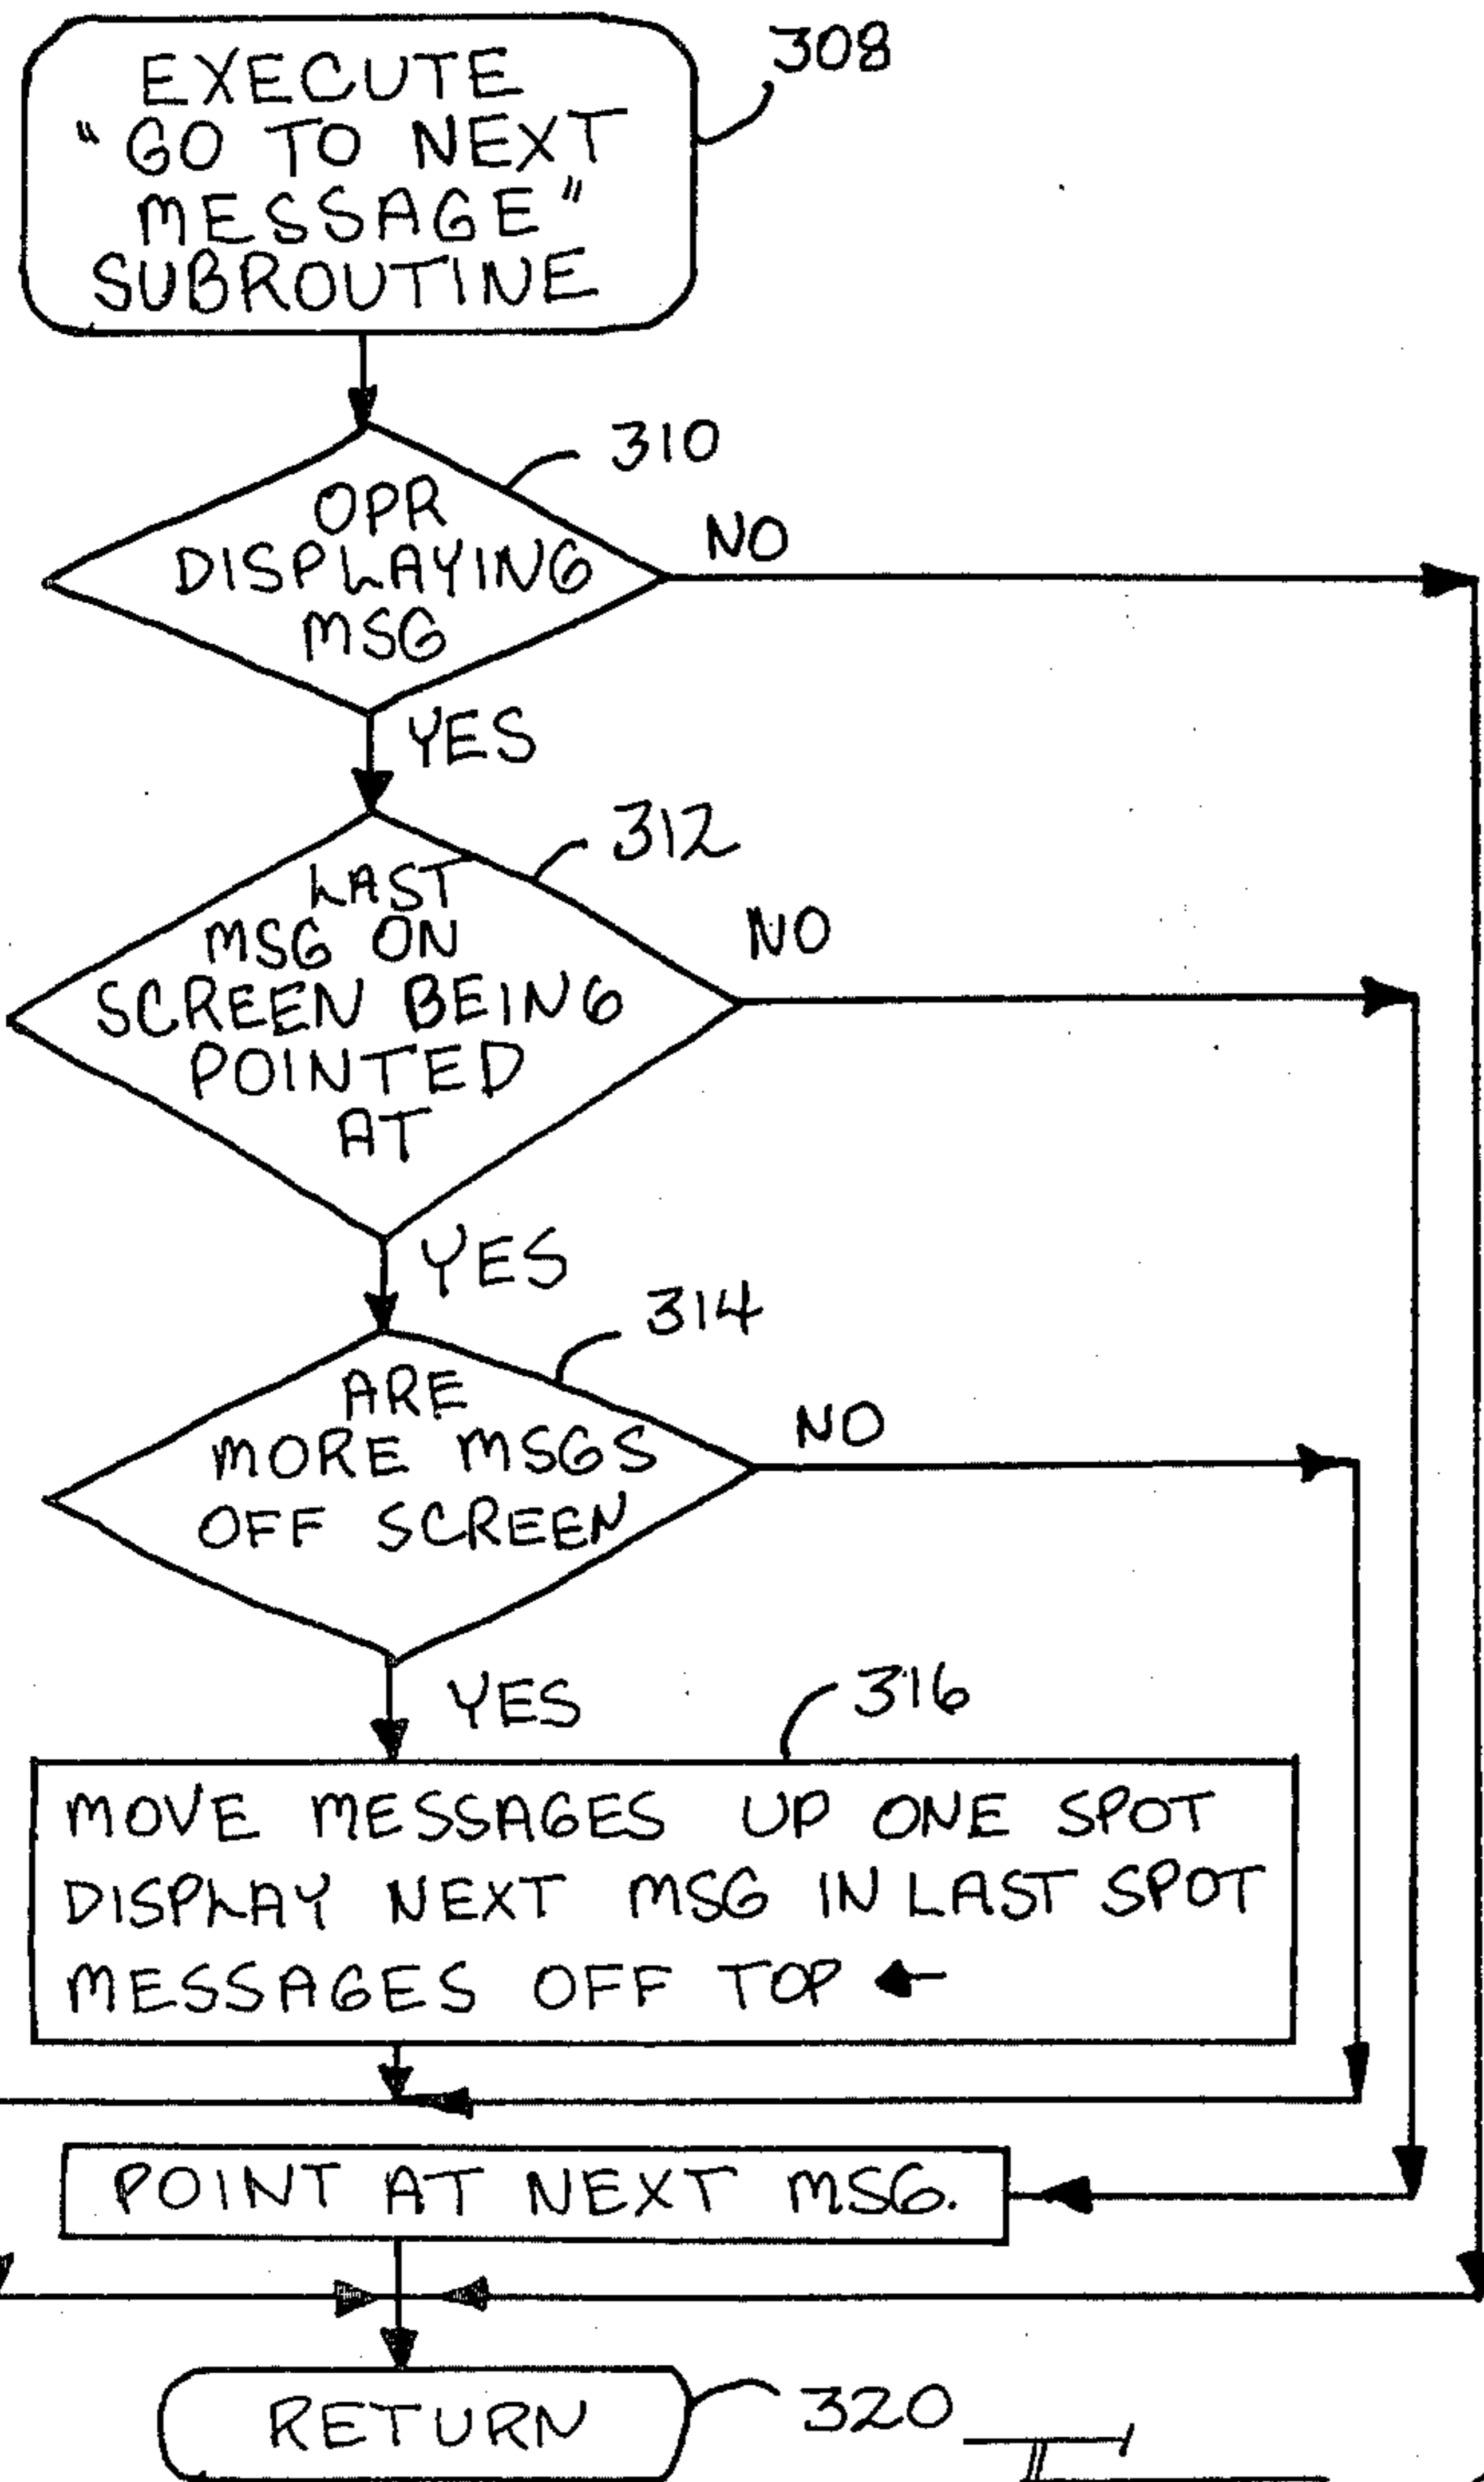 EXECUTE
"GO TO NEXT
MESSAGE"
SUBROUTINE
308
310
OPR
DISPLAYING
MSG
NO
YES
312
LAST
MSG ON
SCREEN BEING
POINTED
AT
NO
YES
314
ARE
MORE MSGS
OFF SCREEN
NO
YES
316
MOVE MESSAGES UP ONE SPOT
DISPLAY NEXT MSG IN LAST SPOT
MESSAGES OFF TOP ←
POINT AT NEXT MSG.
RETURN
320